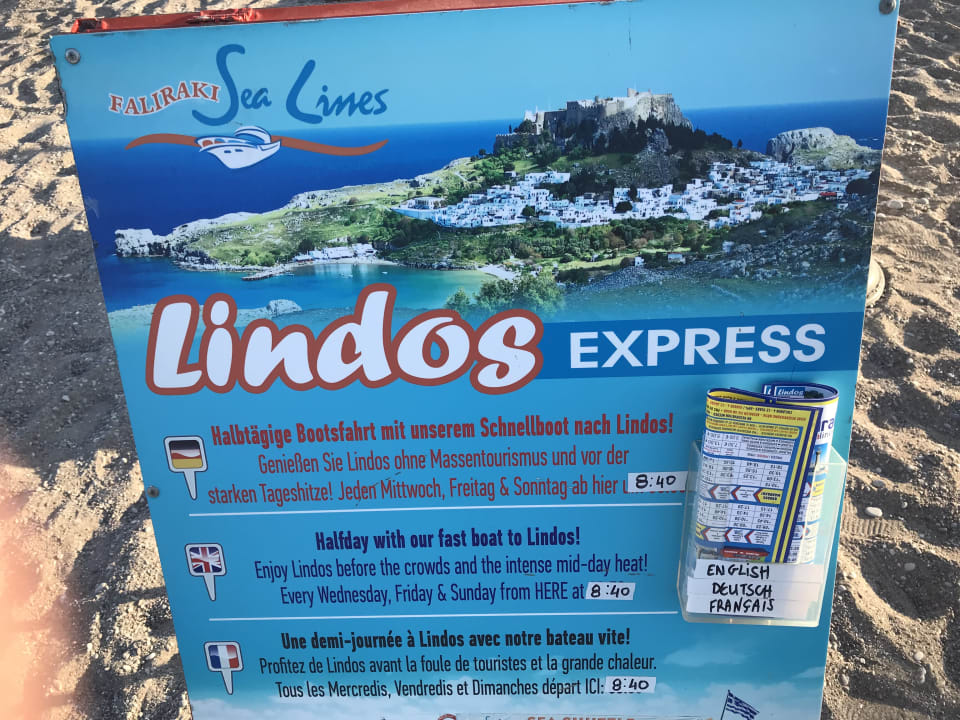 FALIRAKI Sea Lines
Lindos EXPRESS
Halbtägige Bootsfahrt mit unserem Schnellboot nach Lindos!
Genießen Sie Lindos ohne Massentourismus und vor der
starken Tageshitze! Jeden Mittwoch, Freitag & Sonntag ab hier 8:40
Halfday with our fast boat to Lindos!
Enjoy Lindos before the crowds and the intense mid-day heat!
Every Wednesday, Friday & Sunday from HERE at 8:40
Une demi-journée à Lindos avec notre bateau vite!
Profitez de Lindos avant la foule de touristes et la grande chaleur.
Tous les Mercredis, Vendredis et Dimanches départ ICI: 8:40
Lindos
ENGLISH
DEUTSCH
FRANÇAIS